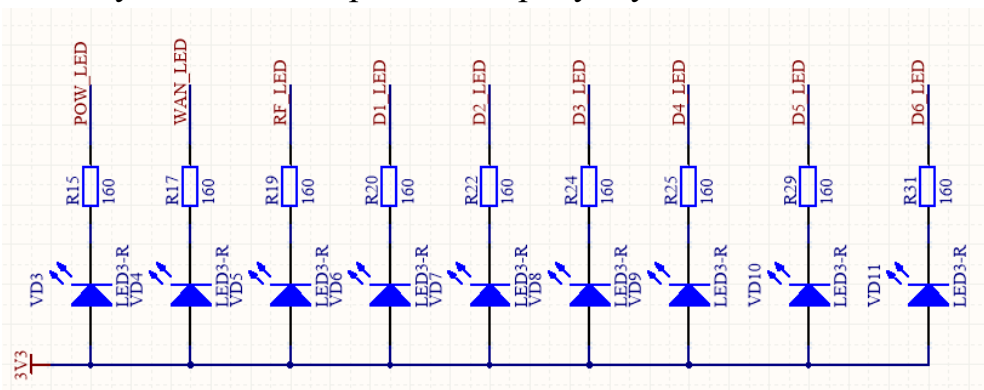 POW_LED
WAN_LED
RF_LED
D1_LED
D2_LED
D3_LED
D4_LED
D5_LED
D6_LED
R15 160
R17 160
R19 160
R20 160
R22 160
R24 160
R25 160
R29 160
R31 160
VD3 LED3-R
VD4 LED3-R
VD5 LED3-R
VD6 LED3-R
VD7 LED3-R
VD8 LED3-R
VD9 LED3-R
VD10 LED3-R
VD11 LED3-R
3V3